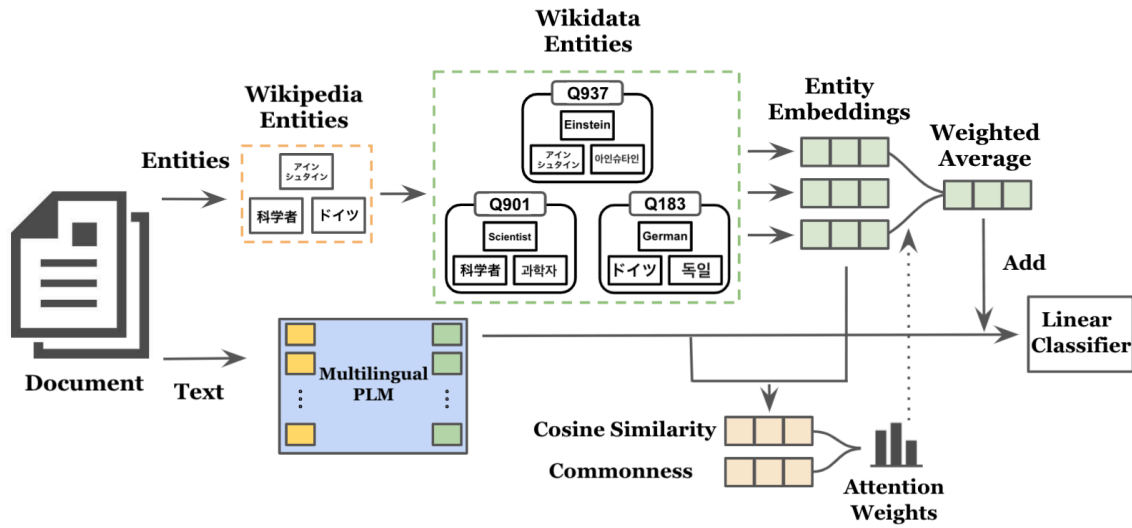 Wikidata
Entities
Wikipedia
Entities
Entities
アイン
シュタイン
科学者
ドイツ
Q937
Einstein
アイン
シュタイン
아인슈타인
Q901
Scientist
科学者
과학자
Q183
German
ドイツ
독일
Entity
Embeddings
Weighted
Average
Add
Linear
Classifier
Document
Text
Multilingual
PLM
Cosine Similarity
Commonness
Attention
Weights